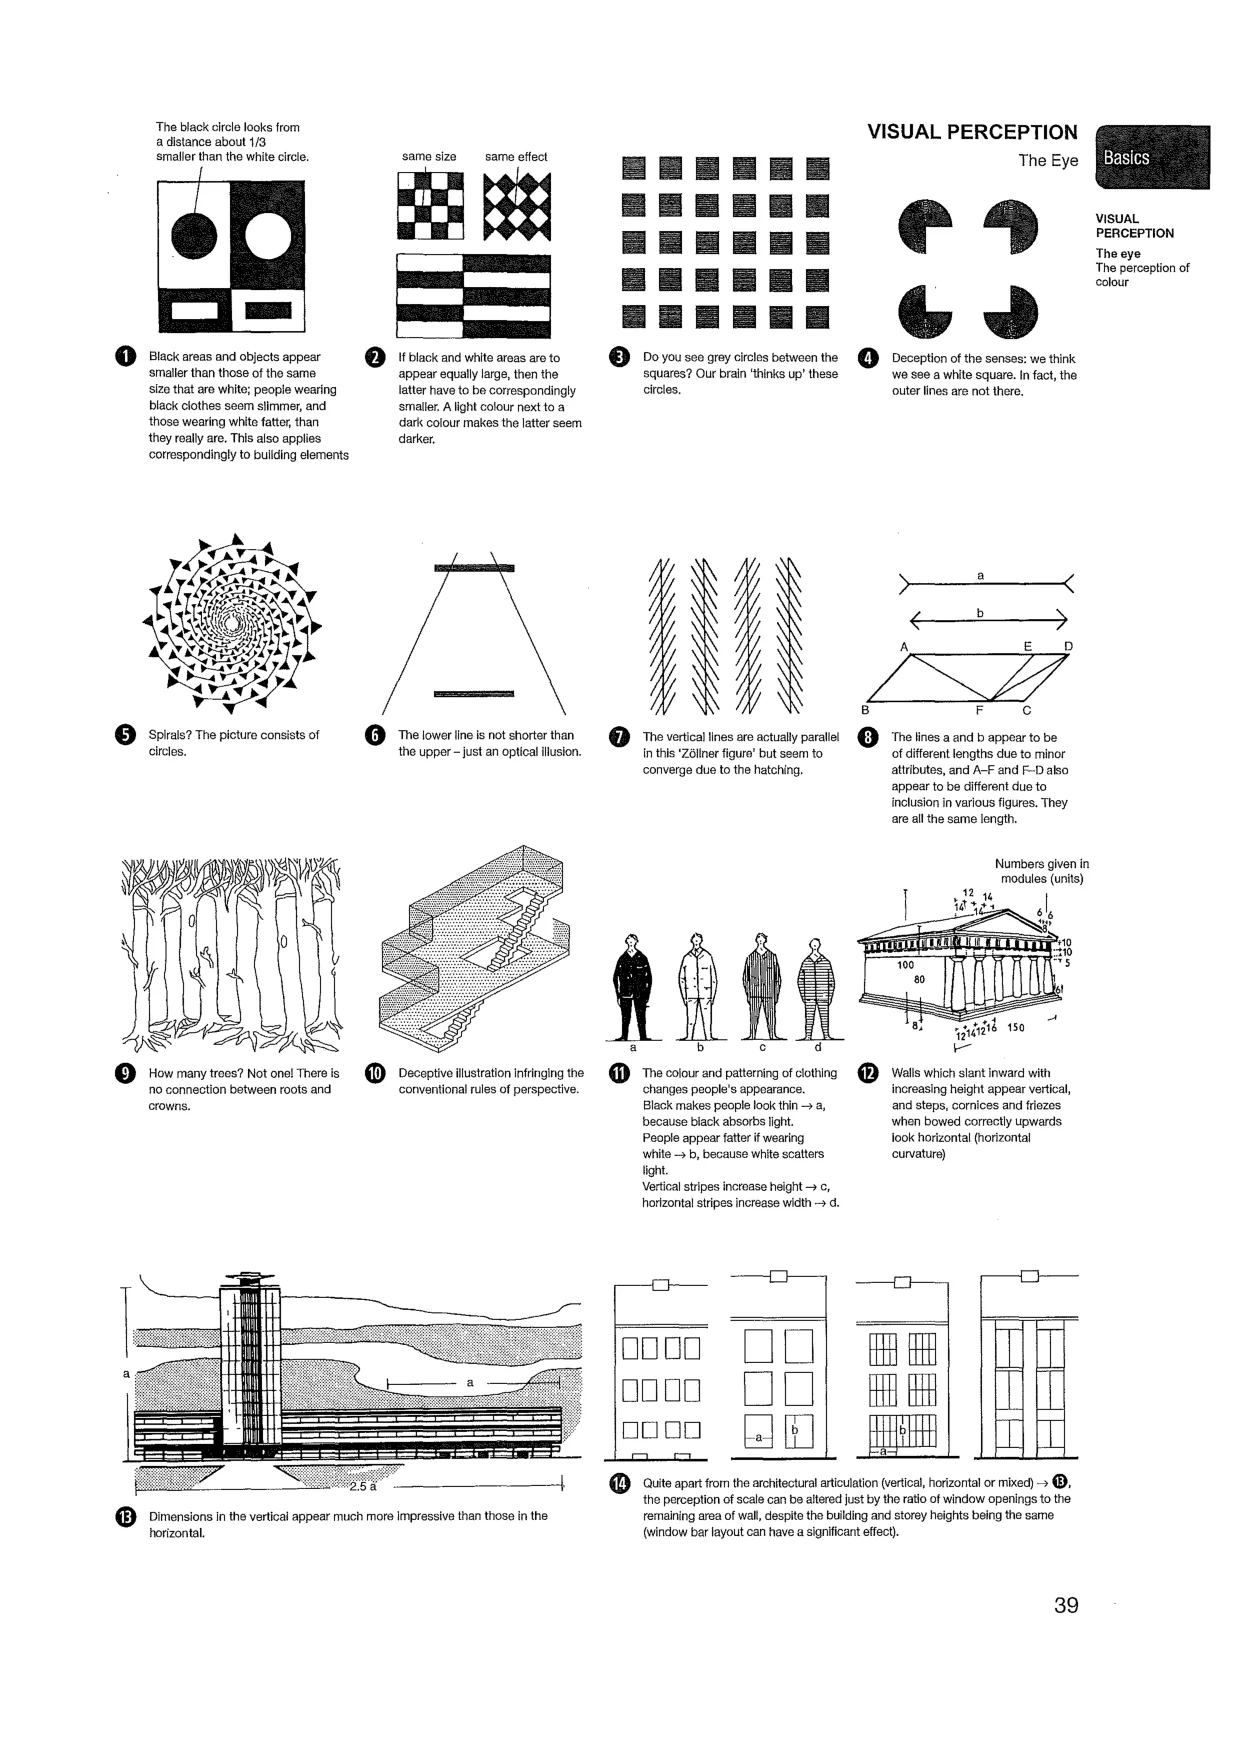 VISUAL PERCEPTION
The Eye
Basics
VISUAL
PERCEPTION
The eye
The perception of
colour
The black circle looks from
a distance about 1/3
smaller than the white circle.
1 Black areas and objects appear
smaller than those of the same
size that are white; people wearing
black clothes seem slimmer, and
those wearing white fatter, than
they really are. This also applies
correspondingly to building elements
same size same effect
2 If black and white areas are to
appear equally large, then the
latter have to be correspondingly
smaller. A light colour next to a
dark colour makes the latter seem
darker.
3 Do you see grey circles between the
squares? Our brain 'thinks up' these
circles.
4 Deception of the senses: we think
we see a white square. In fact, the
outer lines are not there.
5 Spirals? The picture consists of
circles.
6 The lower line is not shorter than
the upper – just an optical illusion.
7 The vertical lines are actually parallel
in this 'Zöllner figure' but seem to
converge due to the hatching.
a
b
A E D
B F C
8 The lines a and b appear to be
of different lengths due to minor
attributes, and A–F and F–D also
appear to be different due to
inclusion in various figures. They
are all the same length.
9 How many trees? Not one! There is
no connection between roots and
crowns.
10 Deceptive illustration infringing the
conventional rules of perspective.
a b c d
11 The colour and patterning of clothing
changes people's appearance.
Black makes people look thin → a,
because black absorbs light.
People appear fatter if wearing
white → b, because white scatters
light.
Vertical stripes increase height → c,
horizontal stripes increase width → d.
Numbers given in
modules (units)
12 14
14 14
6 6
8
10
10
5
100
80
6
8
12 14 12 16 150
12 Walls which slant inward with
increasing height appear vertical,
and steps, cornices and friezes
when bowed correctly upwards
look horizontal (horizontal
curvature)
a
a
2.5 a
13 Dimensions in the vertical appear much more impressive than those in the
horizontal.
a b
b
a
14 Quite apart from the architectural articulation (vertical, horizontal or mixed) → 13,
the perception of scale can be altered just by the ratio of window openings to the
remaining area of wall, despite the building and storey heights being the same
(window bar layout can have a significant effect).
39